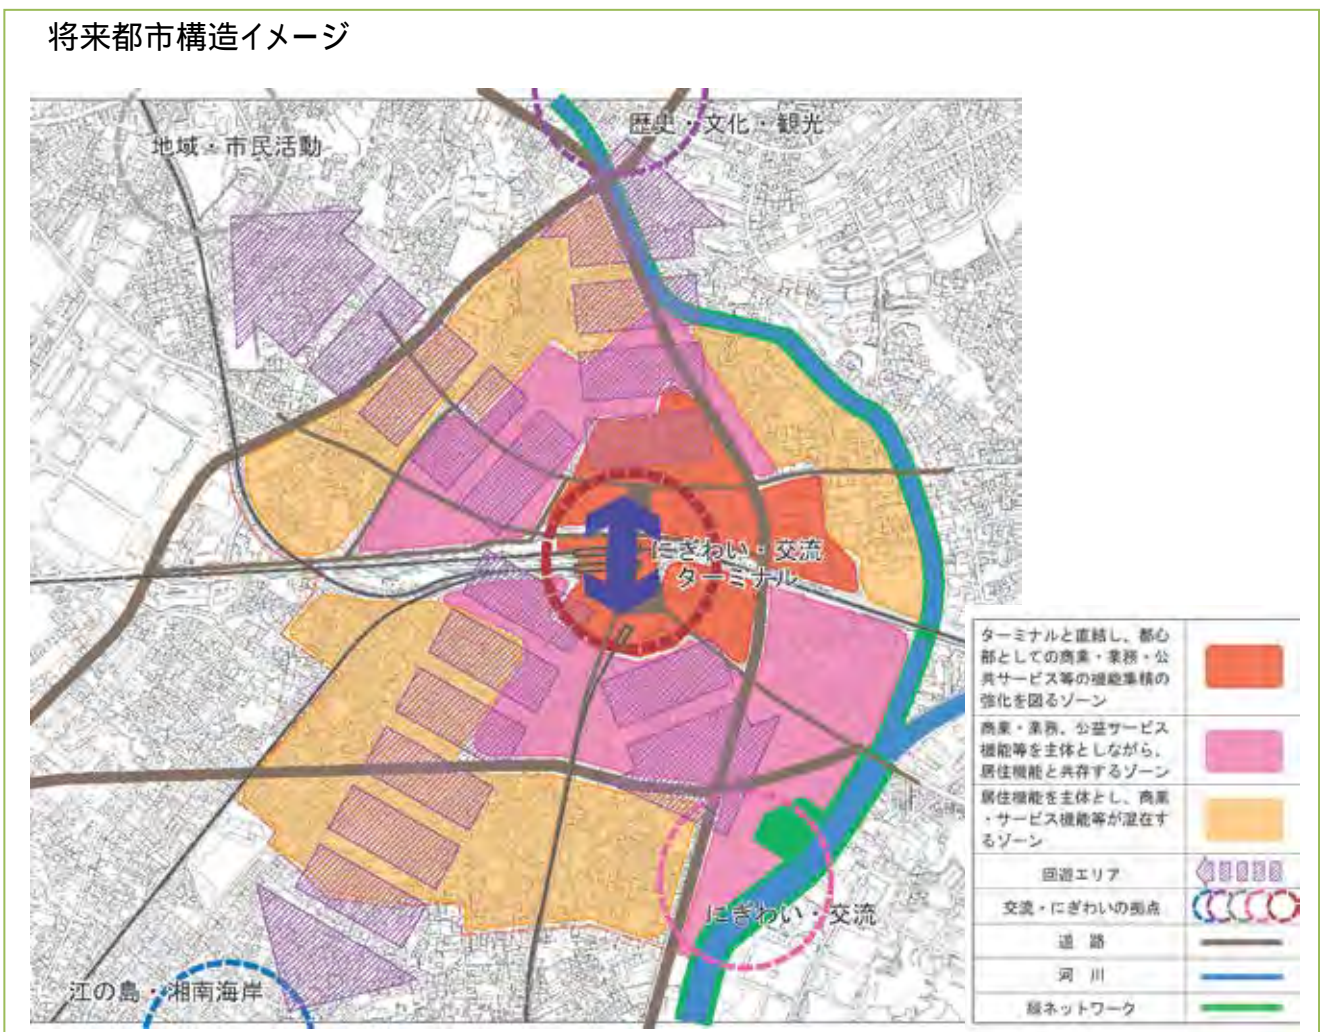 将来都市構造イメージ
地域・市民活動
歴史・文化・観光
にぎわい・交流
ターミナル
にぎわい・交流
江の島・湘南海岸
ターミナルと直結し、都心
部としての商業・業務・公
共サービス等の機能集積の
強化を図るゾーン
商業・業務、公益サービス
機能等を主体としながら、
居住機能と共存するゾーン
居住機能を主体とし、商業
・サービス機能等が混在す
るゾーン
回遊エリア
交流・にぎわいの拠点
道 路
河 川
緑ネットワーク